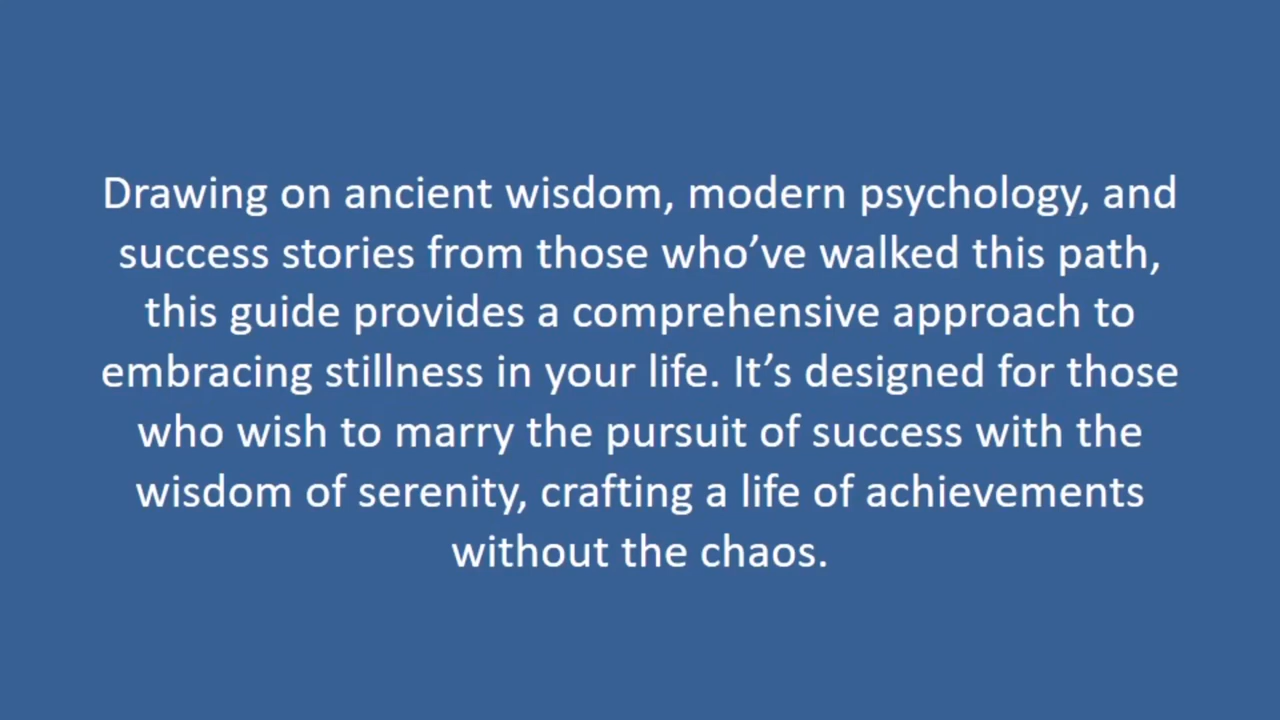 Drawing on ancient wisdom, modern psychology, and
success stories from those who’ve walked this path,
this guide provides a comprehensive approach to
embracing stillness in your life. It’s designed for those
who wish to marry the pursuit of success with the
wisdom of serenity, crafting a life of achievements
without the chaos.